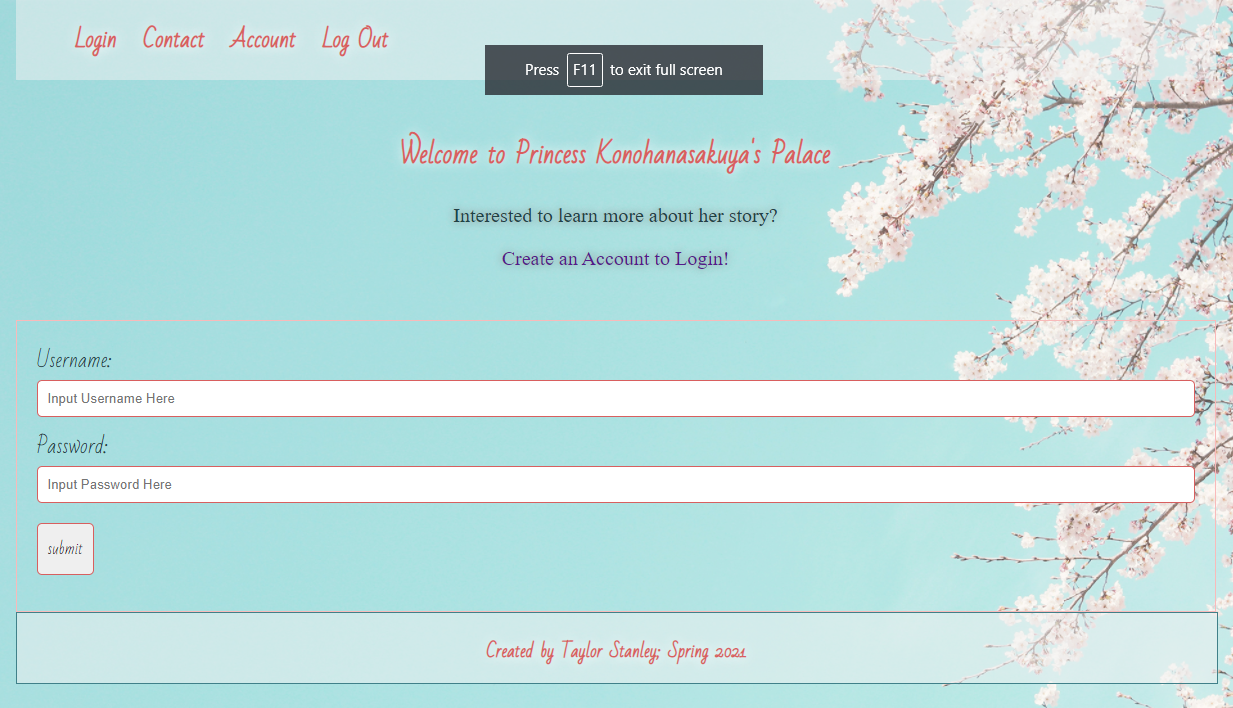 Login Contact Account Log Out
Press F11 to exit full screen
Welcome to Princess Konohanasakuya's Palace
Interested to learn more about her story?
Create an Account to Login!
Username:
Input Username Here
Password:
Input Password Here
submit
Created by Taylor Stanley; Spring 2021